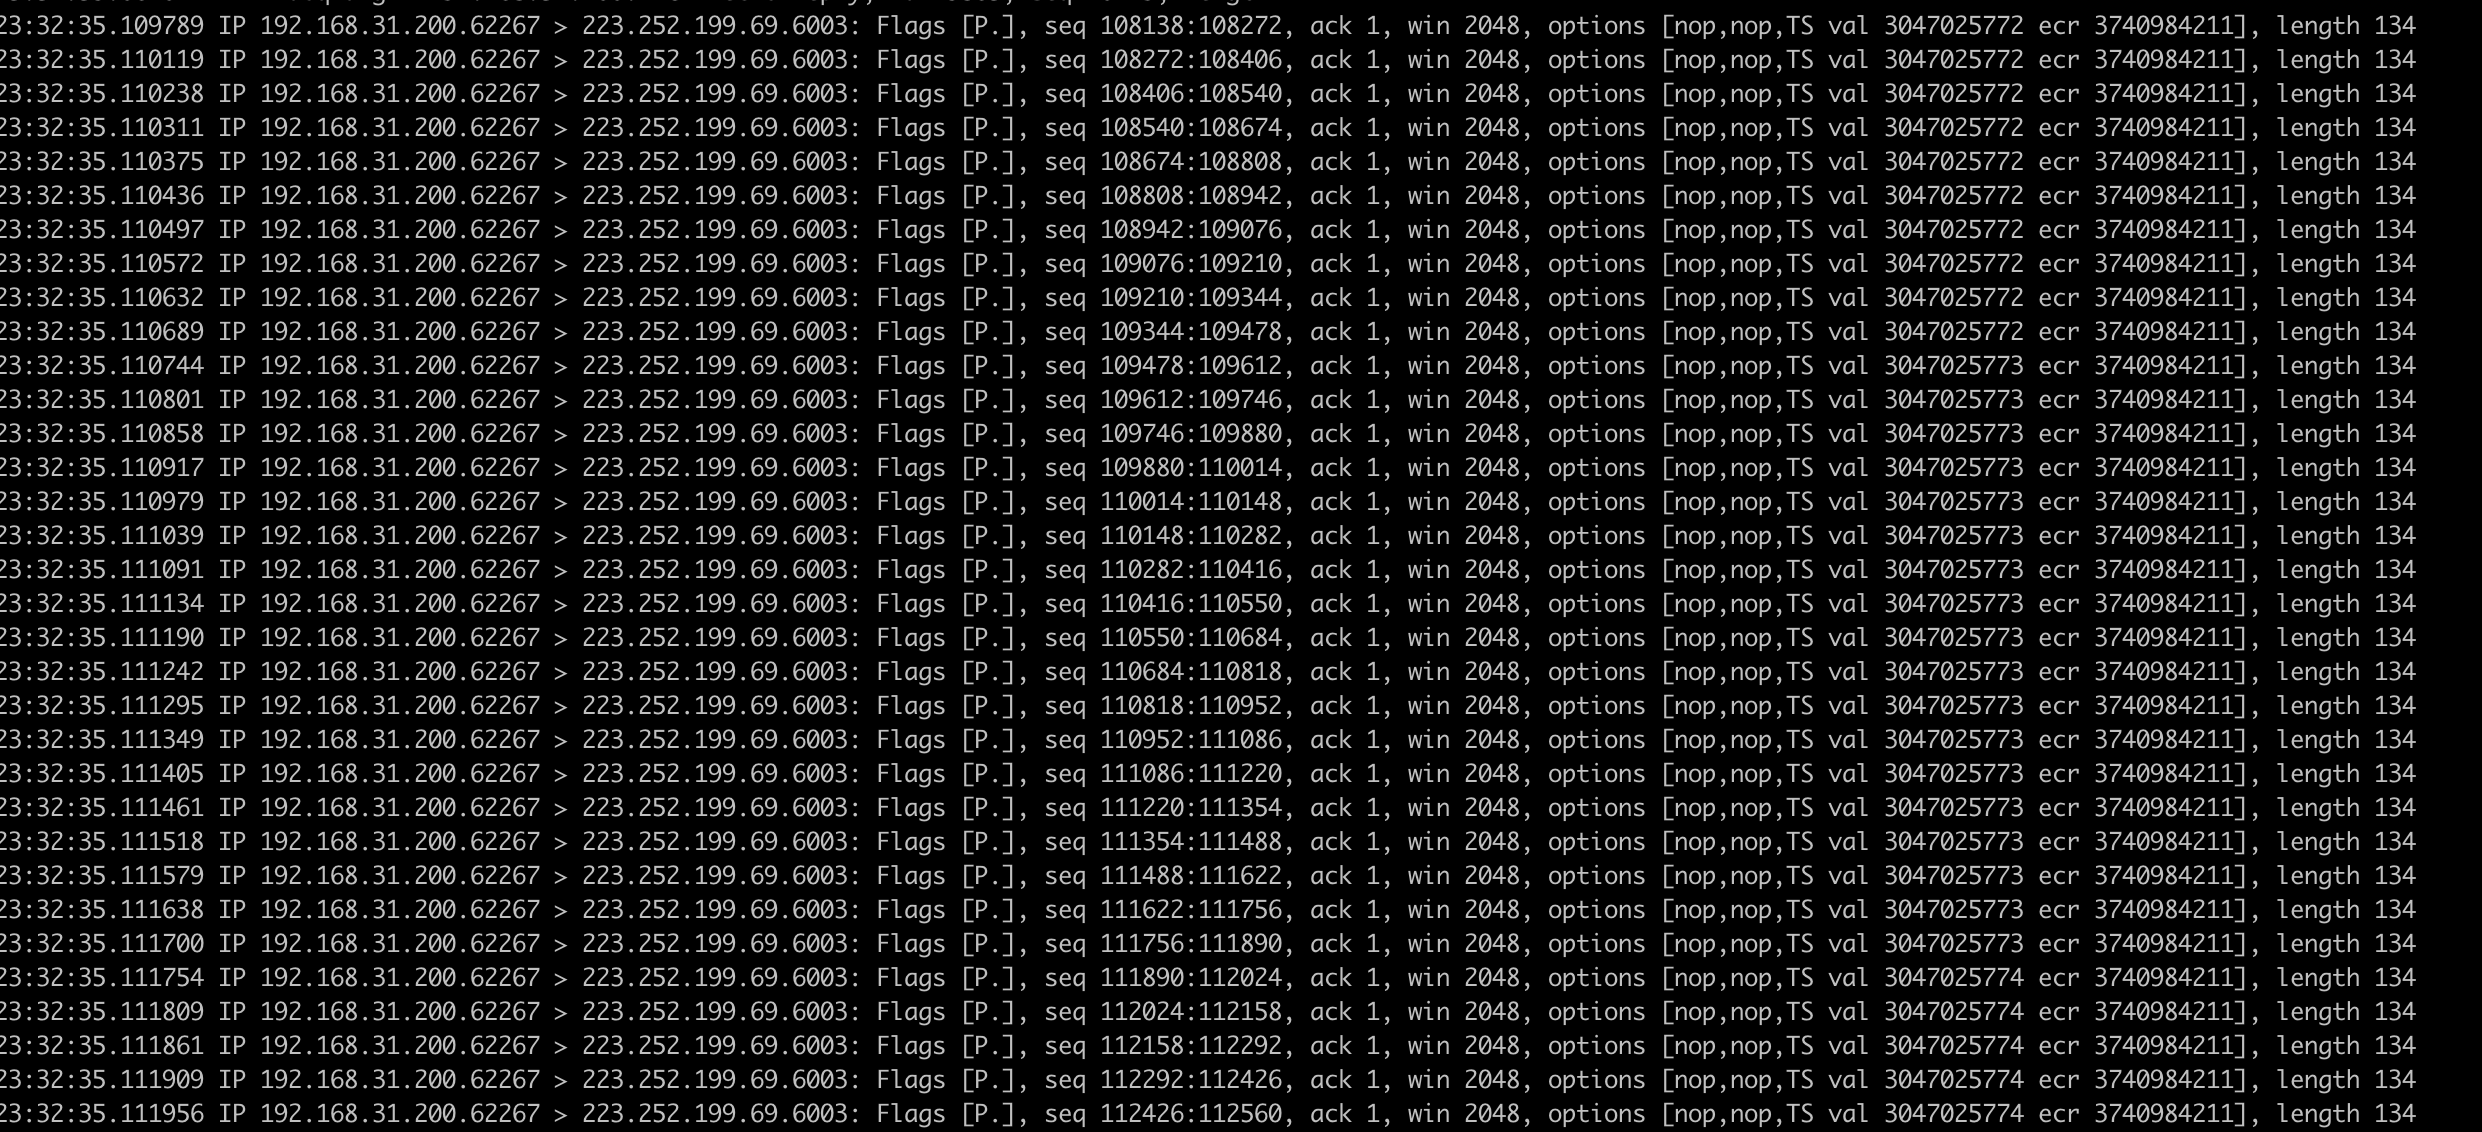 23:32:35.109789 IP 192.168.31.200.62267 > 223.252.199.69.6003: Flags [P.], seq 108138:108272, ack 1, win 2048, options [nop,nop,TS val 3047025772 ecr 3740984211], length 134
23:32:35.110119 IP 192.168.31.200.62267 > 223.252.199.69.6003: Flags [P.], seq 108272:108406, ack 1, win 2048, options [nop,nop,TS val 3047025772 ecr 3740984211], length 134
23:32:35.110238 IP 192.168.31.200.62267 > 223.252.199.69.6003: Flags [P.], seq 108406:108540, ack 1, win 2048, options [nop,nop,TS val 3047025772 ecr 3740984211], length 134
23:32:35.110311 IP 192.168.31.200.62267 > 223.252.199.69.6003: Flags [P.], seq 108540:108674, ack 1, win 2048, options [nop,nop,TS val 3047025772 ecr 3740984211], length 134
23:32:35.110375 IP 192.168.31.200.62267 > 223.252.199.69.6003: Flags [P.], seq 108674:108808, ack 1, win 2048, options [nop,nop,TS val 3047025772 ecr 3740984211], length 134
23:32:35.110436 IP 192.168.31.200.62267 > 223.252.199.69.6003: Flags [P.], seq 108808:108942, ack 1, win 2048, options [nop,nop,TS val 3047025772 ecr 3740984211], length 134
23:32:35.110497 IP 192.168.31.200.62267 > 223.252.199.69.6003: Flags [P.], seq 108942:109076, ack 1, win 2048, options [nop,nop,TS val 3047025772 ecr 3740984211], length 134
23:32:35.110572 IP 192.168.31.200.62267 > 223.252.199.69.6003: Flags [P.], seq 109076:109210, ack 1, win 2048, options [nop,nop,TS val 3047025772 ecr 3740984211], length 134
23:32:35.110632 IP 192.168.31.200.62267 > 223.252.199.69.6003: Flags [P.], seq 109210:109344, ack 1, win 2048, options [nop,nop,TS val 3047025772 ecr 3740984211], length 134
23:32:35.110689 IP 192.168.31.200.62267 > 223.252.199.69.6003: Flags [P.], seq 109344:109478, ack 1, win 2048, options [nop,nop,TS val 3047025772 ecr 3740984211], length 134
23:32:35.110744 IP 192.168.31.200.62267 > 223.252.199.69.6003: Flags [P.], seq 109478:109612, ack 1, win 2048, options [nop,nop,TS val 3047025773 ecr 3740984211], length 134
23:32:35.110801 IP 192.168.31.200.62267 > 223.252.199.69.6003: Flags [P.], seq 109612:109746, ack 1, win 2048, options [nop,nop,TS val 3047025773 ecr 3740984211], length 134
23:32:35.110858 IP 192.168.31.200.62267 > 223.252.199.69.6003: Flags [P.], seq 109746:109880, ack 1, win 2048, options [nop,nop,TS val 3047025773 ecr 3740984211], length 134
23:32:35.110917 IP 192.168.31.200.62267 > 223.252.199.69.6003: Flags [P.], seq 109880:110014, ack 1, win 2048, options [nop,nop,TS val 3047025773 ecr 3740984211], length 134
23:32:35.110979 IP 192.168.31.200.62267 > 223.252.199.69.6003: Flags [P.], seq 110014:110148, ack 1, win 2048, options [nop,nop,TS val 3047025773 ecr 3740984211], length 134
23:32:35.111039 IP 192.168.31.200.62267 > 223.252.199.69.6003: Flags [P.], seq 110148:110282, ack 1, win 2048, options [nop,nop,TS val 3047025773 ecr 3740984211], length 134
23:32:35.111091 IP 192.168.31.200.62267 > 223.252.199.69.6003: Flags [P.], seq 110282:110416, ack 1, win 2048, options [nop,nop,TS val 3047025773 ecr 3740984211], length 134
23:32:35.111134 IP 192.168.31.200.62267 > 223.252.199.69.6003: Flags [P.], seq 110416:110550, ack 1, win 2048, options [nop,nop,TS val 3047025773 ecr 3740984211], length 134
23:32:35.111190 IP 192.168.31.200.62267 > 223.252.199.69.6003: Flags [P.], seq 110550:110684, ack 1, win 2048, options [nop,nop,TS val 3047025773 ecr 3740984211], length 134
23:32:35.111242 IP 192.168.31.200.62267 > 223.252.199.69.6003: Flags [P.], seq 110684:110818, ack 1, win 2048, options [nop,nop,TS val 3047025773 ecr 3740984211], length 134
23:32:35.111295 IP 192.168.31.200.62267 > 223.252.199.69.6003: Flags [P.], seq 110818:110952, ack 1, win 2048, options [nop,nop,TS val 3047025773 ecr 3740984211], length 134
23:32:35.111349 IP 192.168.31.200.62267 > 223.252.199.69.6003: Flags [P.], seq 110952:111086, ack 1, win 2048, options [nop,nop,TS val 3047025773 ecr 3740984211], length 134
23:32:35.111405 IP 192.168.31.200.62267 > 223.252.199.69.6003: Flags [P.], seq 111086:111220, ack 1, win 2048, options [nop,nop,TS val 3047025773 ecr 3740984211], length 134
23:32:35.111461 IP 192.168.31.200.62267 > 223.252.199.69.6003: Flags [P.], seq 111220:111354, ack 1, win 2048, options [nop,nop,TS val 3047025773 ecr 3740984211], length 134
23:32:35.111518 IP 192.168.31.200.62267 > 223.252.199.69.6003: Flags [P.], seq 111354:111488, ack 1, win 2048, options [nop,nop,TS val 3047025773 ecr 3740984211], length 134
23:32:35.111579 IP 192.168.31.200.62267 > 223.252.199.69.6003: Flags [P.], seq 111488:111622, ack 1, win 2048, options [nop,nop,TS val 3047025773 ecr 3740984211], length 134
23:32:35.111638 IP 192.168.31.200.62267 > 223.252.199.69.6003: Flags [P.], seq 111622:111756, ack 1, win 2048, options [nop,nop,TS val 3047025773 ecr 3740984211], length 134
23:32:35.111700 IP 192.168.31.200.62267 > 223.252.199.69.6003: Flags [P.], seq 111756:111890, ack 1, win 2048, options [nop,nop,TS val 3047025773 ecr 3740984211], length 134
23:32:35.111754 IP 192.168.31.200.62267 > 223.252.199.69.6003: Flags [P.], seq 111890:112024, ack 1, win 2048, options [nop,nop,TS val 3047025774 ecr 3740984211], length 134
23:32:35.111809 IP 192.168.31.200.62267 > 223.252.199.69.6003: Flags [P.], seq 112024:112158, ack 1, win 2048, options [nop,nop,TS val 3047025774 ecr 3740984211], length 134
23:32:35.111861 IP 192.168.31.200.62267 > 223.252.199.69.6003: Flags [P.], seq 112158:112292, ack 1, win 2048, options [nop,nop,TS val 3047025774 ecr 3740984211], length 134
23:32:35.111909 IP 192.168.31.200.62267 > 223.252.199.69.6003: Flags [P.], seq 112292:112426, ack 1, win 2048, options [nop,nop,TS val 3047025774 ecr 3740984211], length 134
23:32:35.111956 IP 192.168.31.200.62267 > 223.252.199.69.6003: Flags [P.], seq 112426:112560, ack 1, win 2048, options [nop,nop,TS val 3047025774 ecr 3740984211], length 134